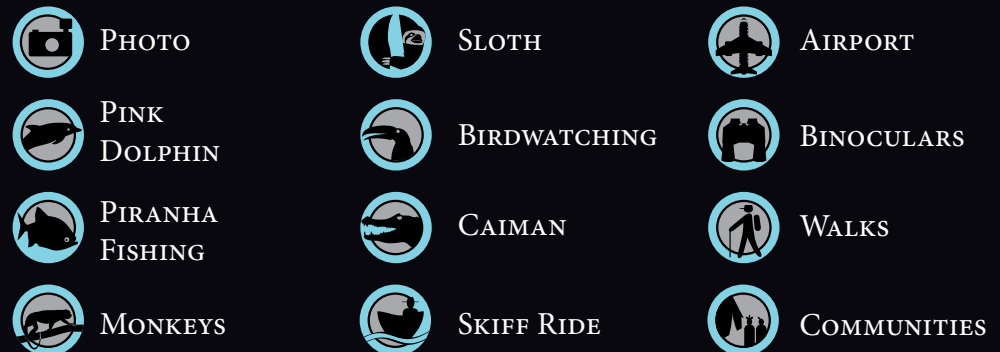 Photo
Pink
Dolphin
Piranha
Fishing
Monkeys
Sloth
Birdwatching
Caiman
Skiff Ride
Airport
Binoculars
Walks
Communities